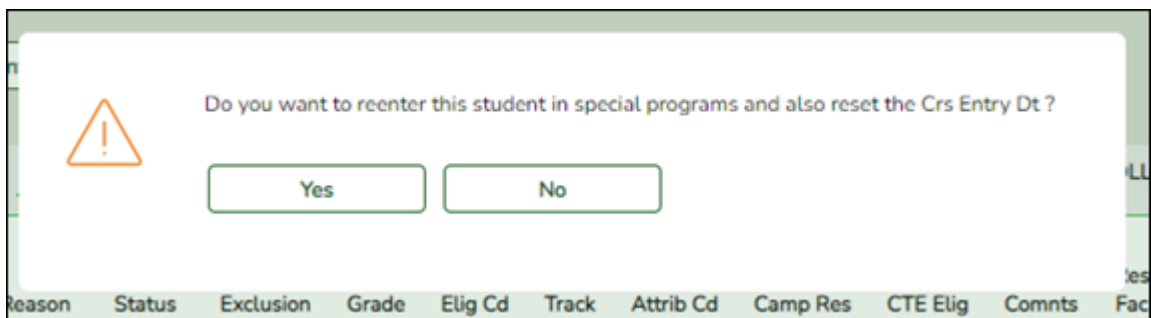 Do you want to reenter this student in special programs and also reset the Crs Entry Dt ?
Yes No
Reason Status Exclusion Grade Elig Cd Track Attrib Cd Camp Res CTE Elig Comnts Fac